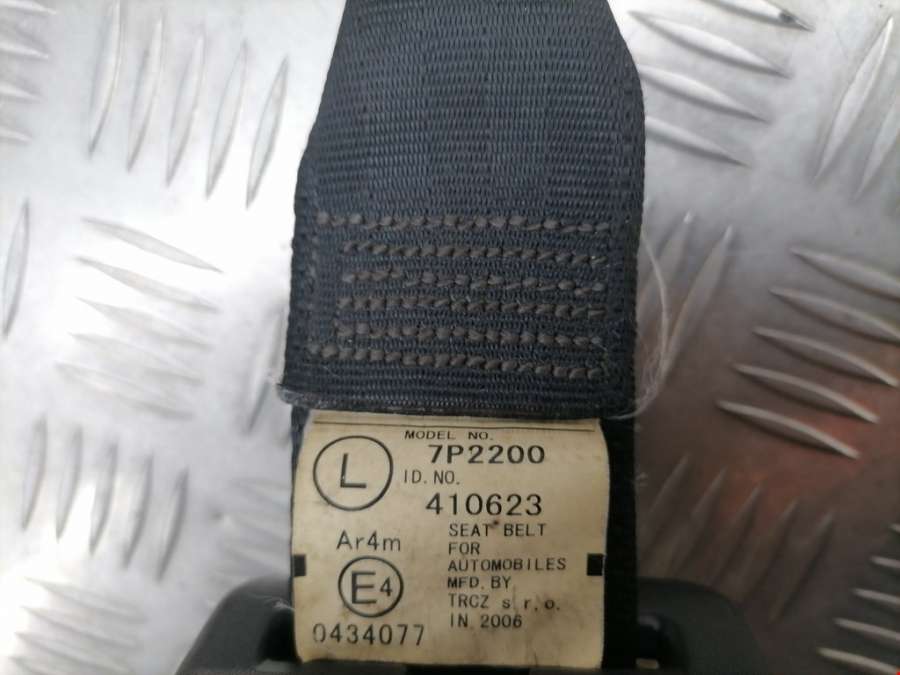 MODEL NO.
7P2200
L
ID.NO.
410623
SEAT BELT
Ar4m
FOR
AUTOMOBILES
E4
MFD.BY
TRCZ s.r.o.
IN 2006
0434077